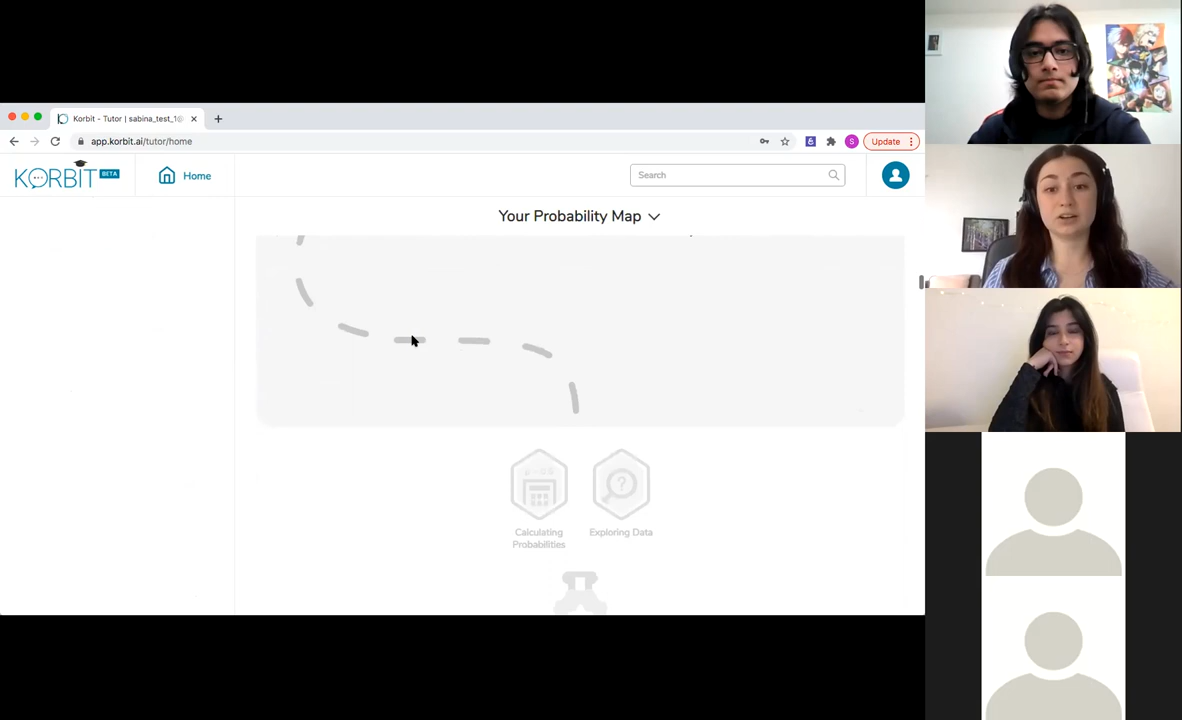 Korbit - Tutor | sabina_test_1@
app.korbit.ai/tutor/home
Update
KORBIT BETA
Home
Search
Your Probability Map
Calculating
Probabilities
Exploring Data